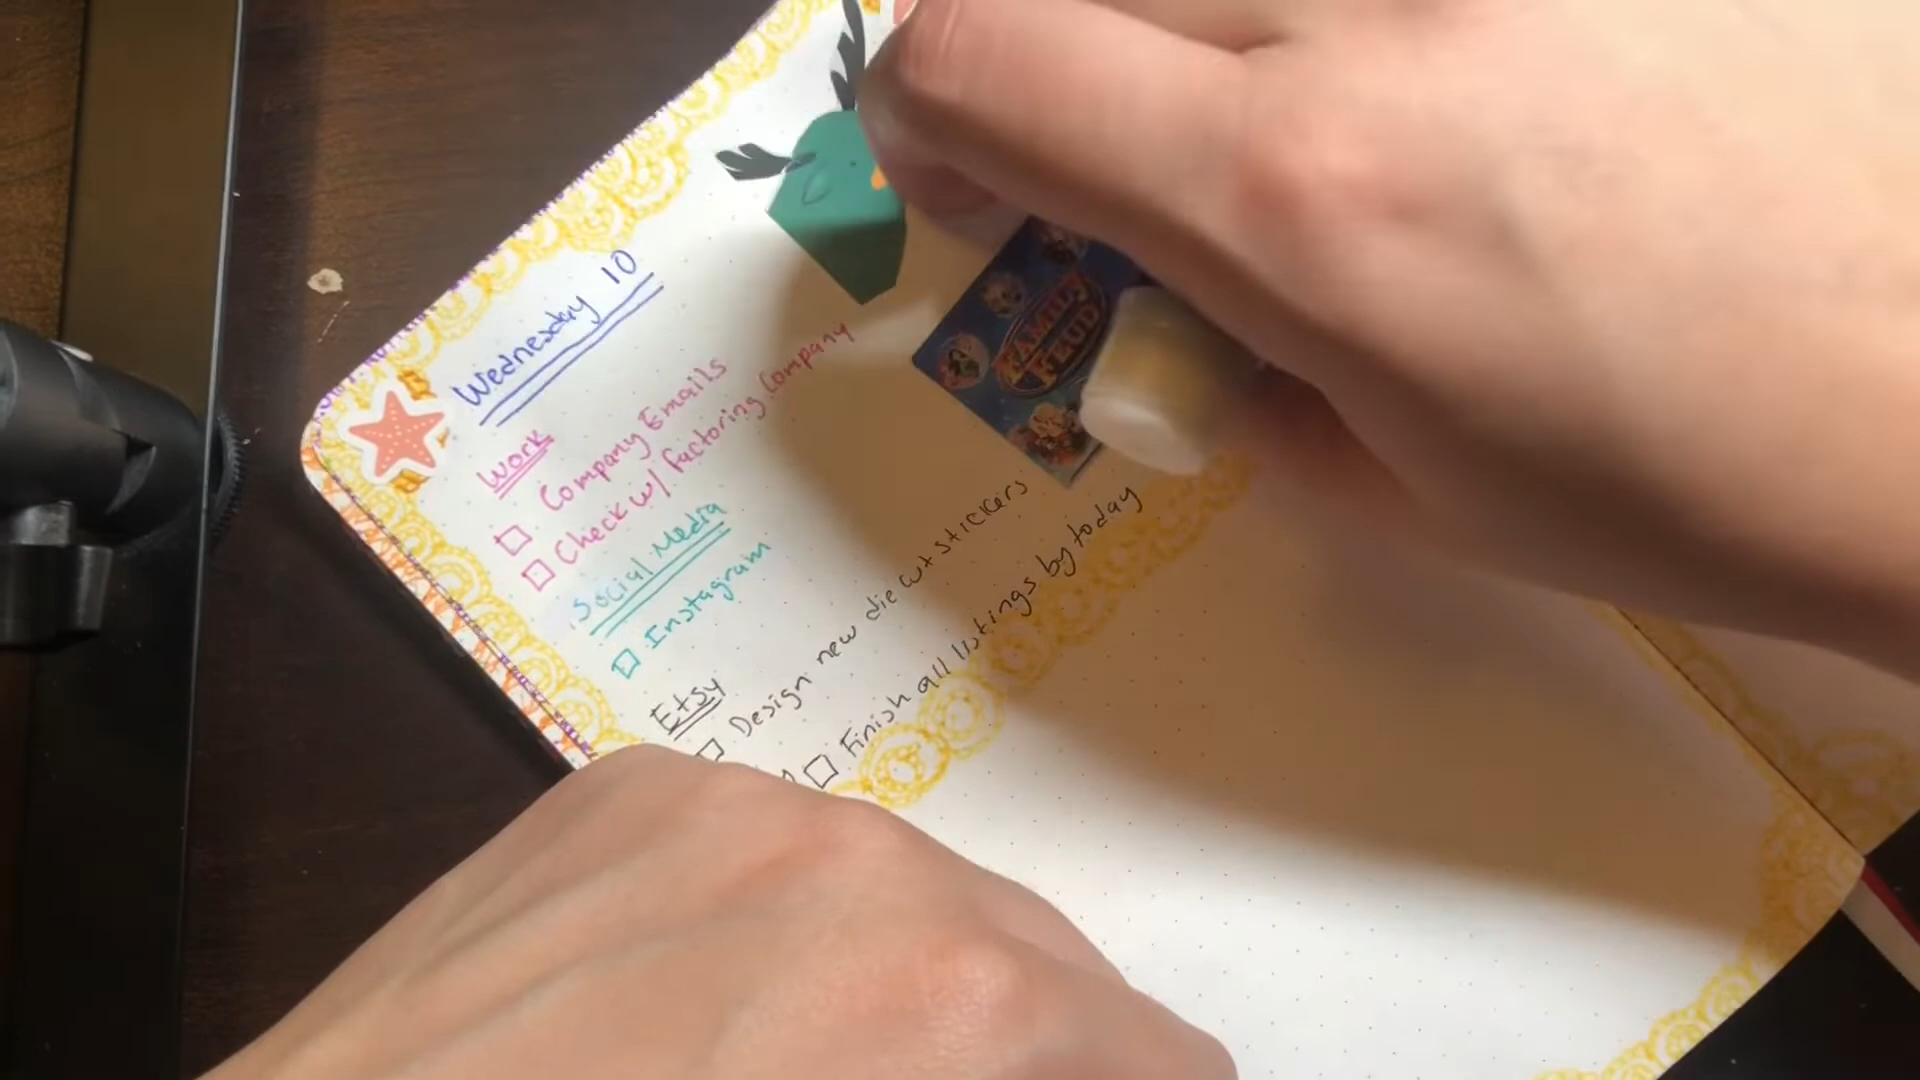 Wednesday 10
Work
Company Emails
Check w/ factoring Company
Social Media
Instagram
Etsy
Design new die cut stickers
Finish all listings by today
FAMILY
FEUD